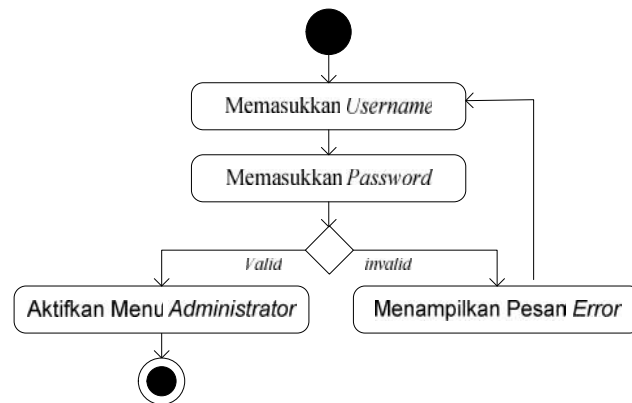 Memasukkan Username
Memasukkan Password
Valid
invalid
Aktifkan Menu Administrator
Menampilkan Pesan Error